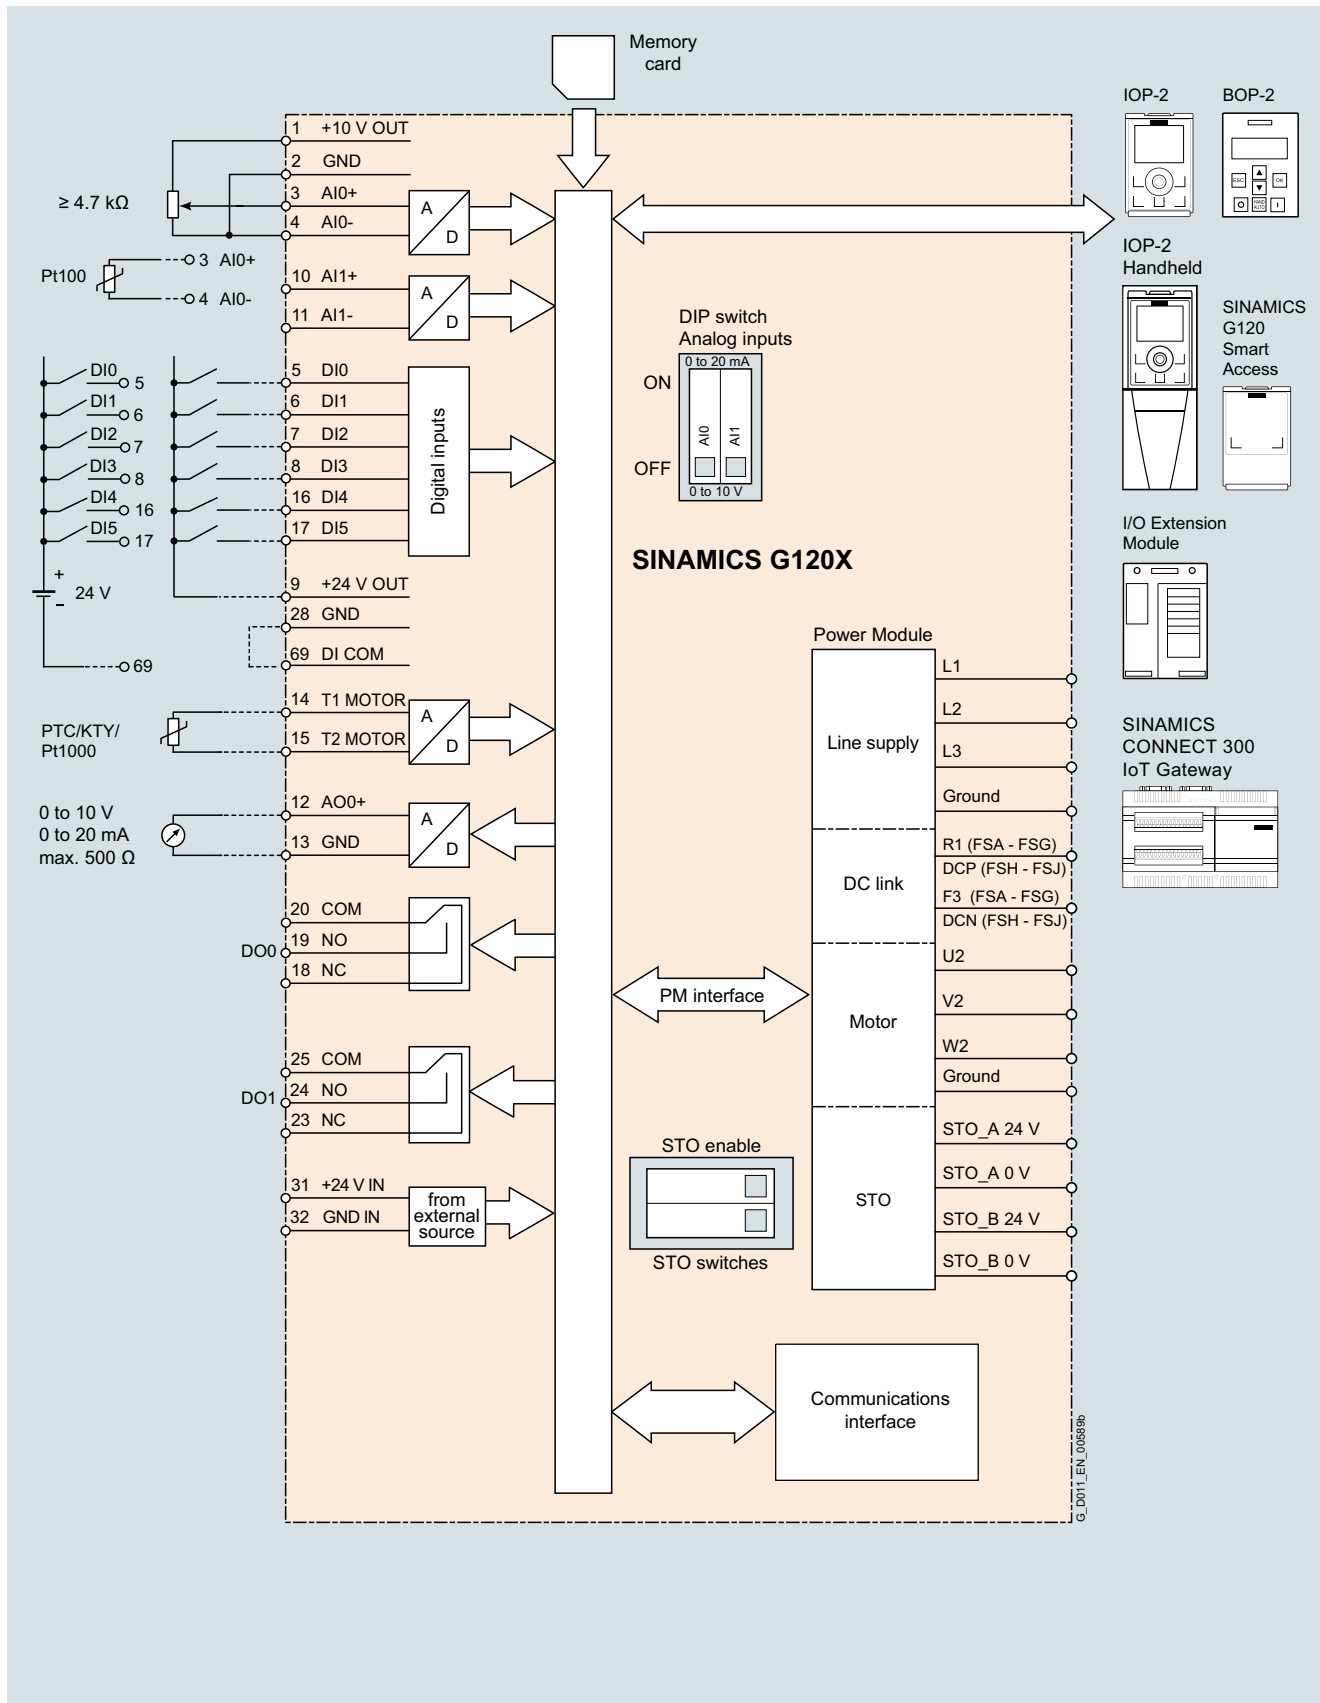 Memory
card
IOP-2
BOP-2
ESC
OK
HAND
AUTO
IOP-2
Handheld
SINAMICS
G120
Smart
Access
I/O Extension
Module
SINAMICS
CONNECT 300
IoT Gateway
1 +10 V OUT
2 GND
3 AI0+
4 AI0-
A
D
≥ 4.7 kΩ
Pt100
3 AI0+
4 AI0-
10 AI1+
11 AI1-
A
D
DI0 5
DI1 6
DI2 7
DI3 8
DI4 16
DI5 17
5 DI0
6 DI1
7 DI2
8 DI3
16 DI4
17 DI5
Digital inputs
+
24 V
–
69
9 +24 V OUT
28 GND
69 DI COM
14 T1 MOTOR
15 T2 MOTOR
A
D
PTC/KTY/
Pt1000
0 to 10 V
0 to 20 mA
max. 500 Ω
12 AO0+
13 GND
A
D
DO0
20 COM
19 NO
18 NC
DO1
25 COM
24 NO
23 NC
31 +24 V IN
32 GND IN
from
external
source
DIP switch
Analog inputs
0 to 20 mA
ON
AI0
AI1
OFF
0 to 10 V
SINAMICS G120X
Power Module
Line supply
L1
L2
L3
Ground
DC link
R1 (FSA - FSG)
DCP (FSH - FSJ)
F3 (FSA - FSG)
DCN (FSH - FSJ)
PM interface
Motor
U2
V2
W2
Ground
STO
STO_A 24 V
STO_A 0 V
STO_B 24 V
STO_B 0 V
STO enable
STO switches
Communications
interface
G_D011_EN_00589b